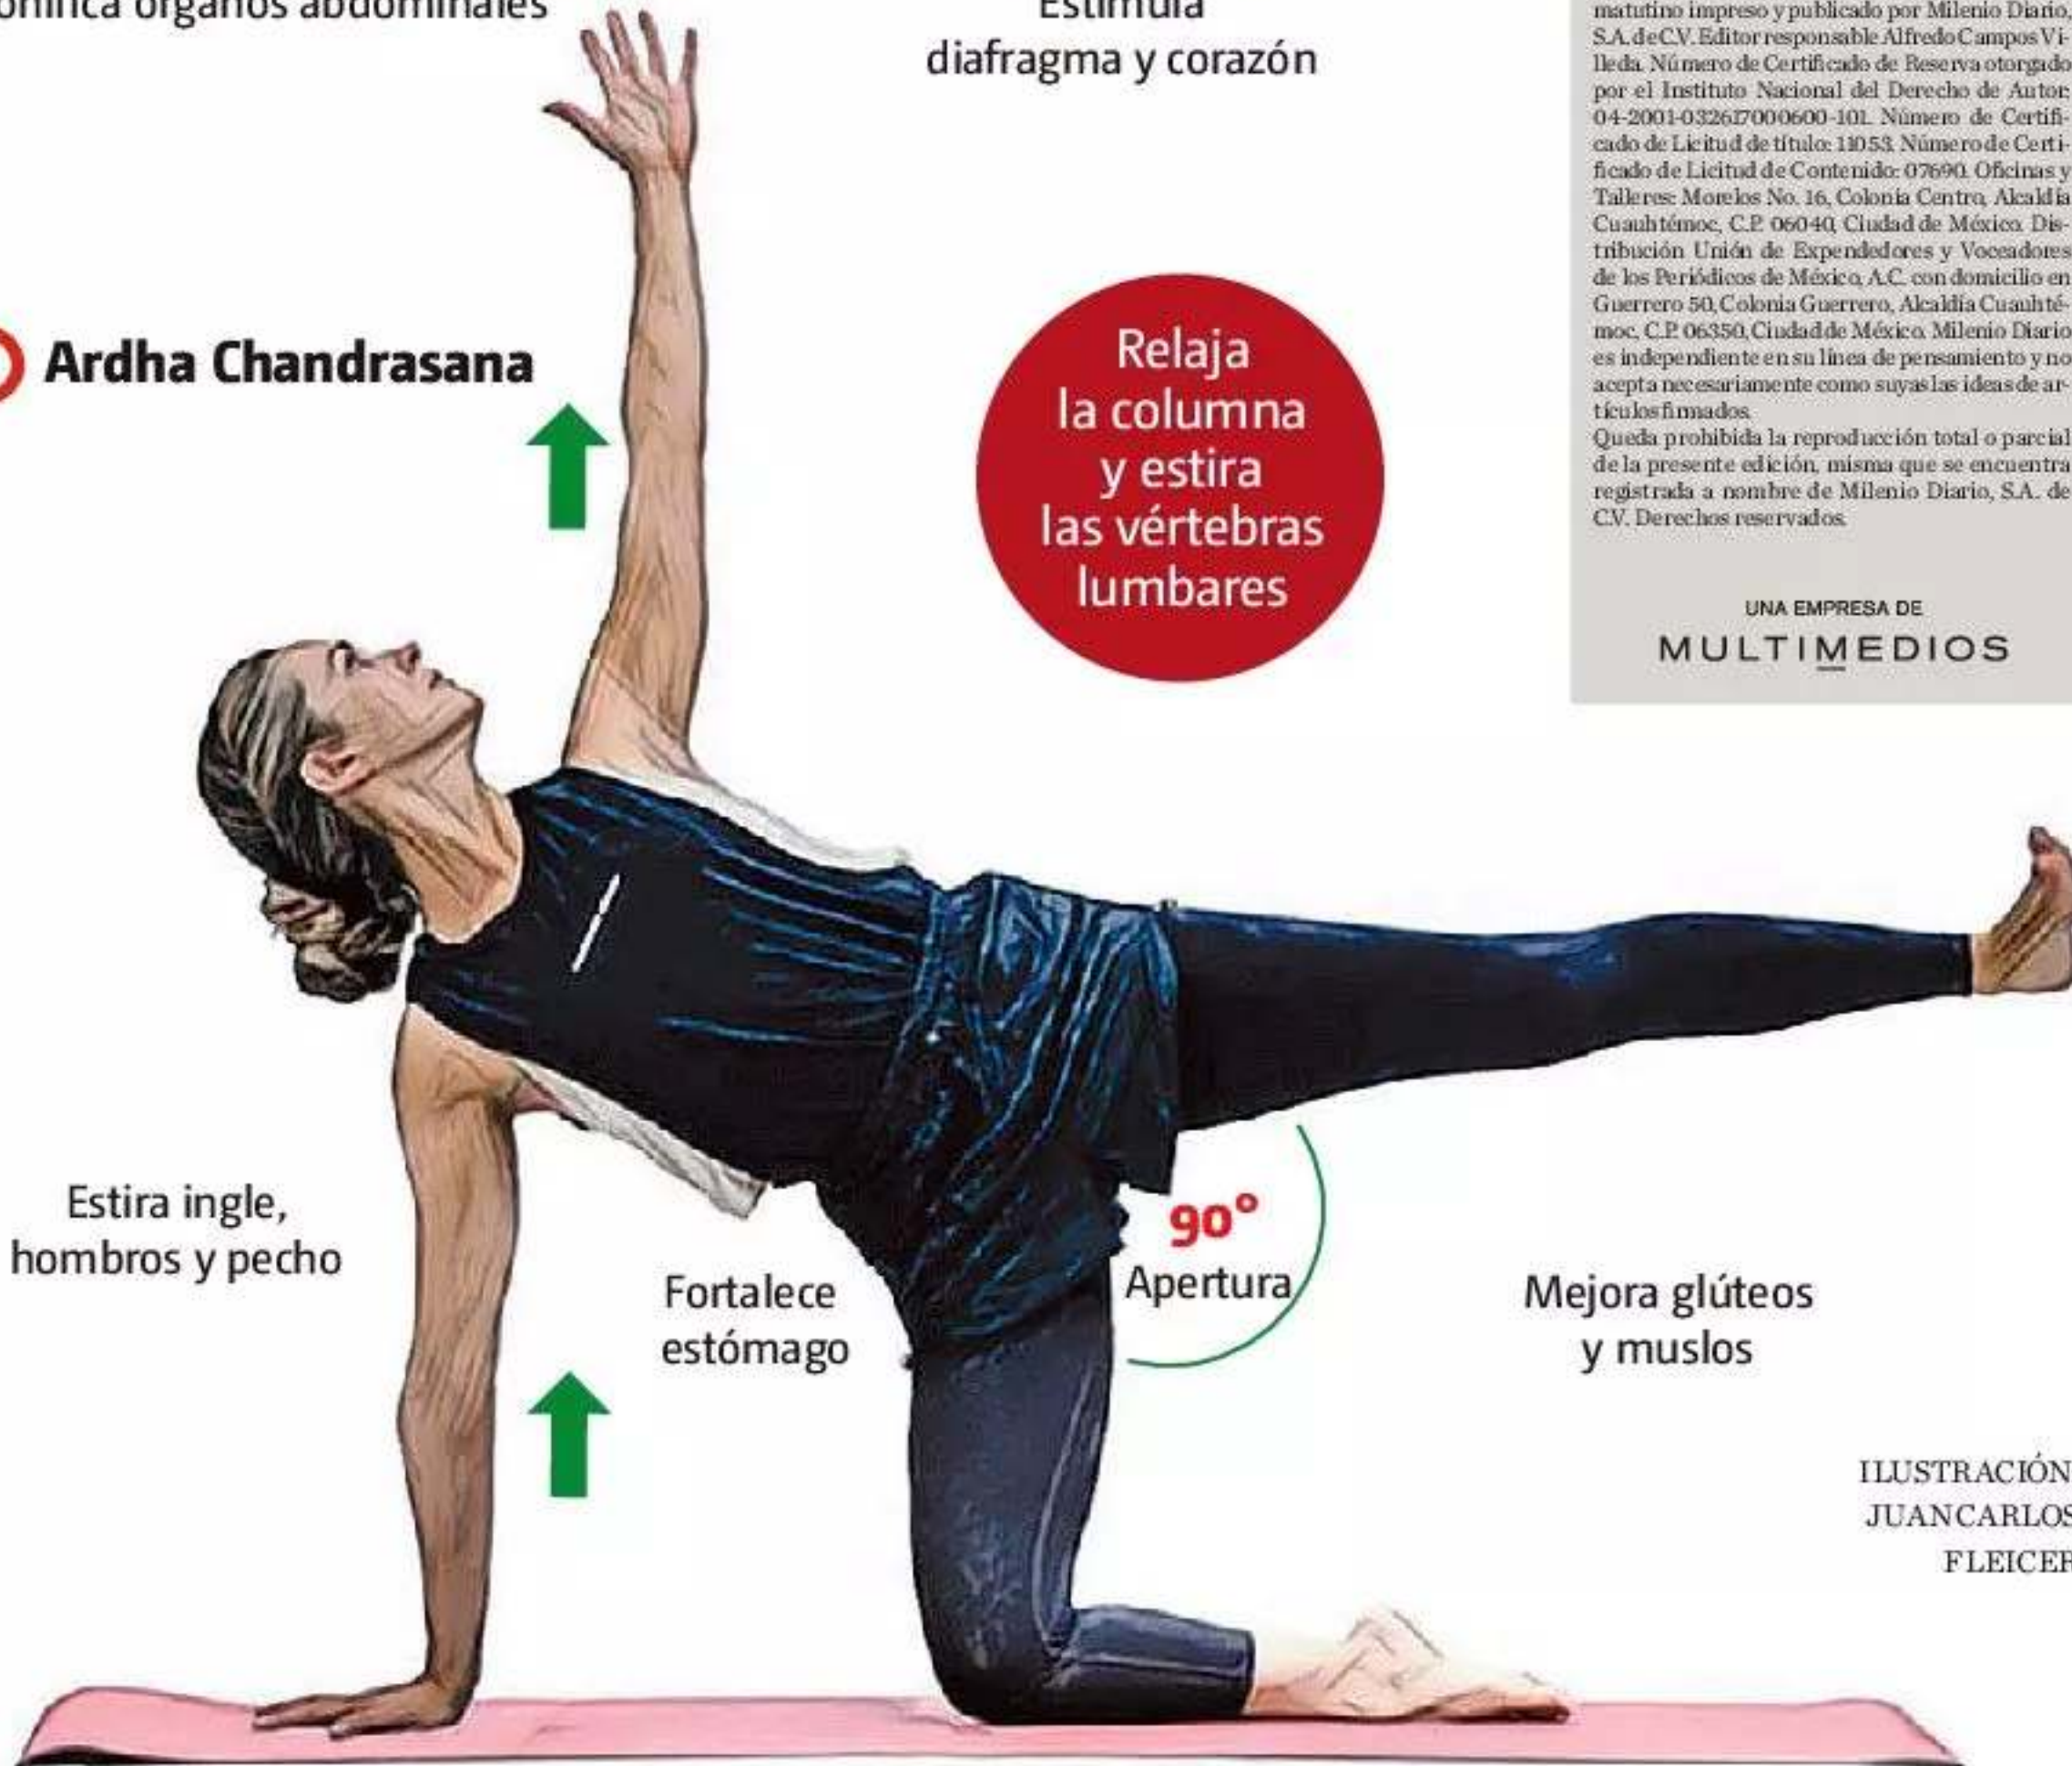 órganos abdominales
Estimula
diafragma y corazón
Ardha Chandrasana
Relaja
la columna
y estira
las vértebras
lumbares
matutino impreso y publicado por Milenio Diario,
S.A. de C.V. Editor responsable Alfredo Campos Vi-
lleda. Número de Certificado de Reserva otorgado
por el Instituto Nacional del Derecho de Autor:
04-2001-032617000600-101. Número de Certifi-
cado de Licitud de título: 11053. Número de Certi-
ficado de Licitud de Contenido: 07690. Oficinas y
Talleres: Morelos No. 16, Colonia Centro, Alcaldía
Cuauhtémoc, C.P. 06040, Ciudad de México. Dis-
tribución Unión de Expendedores y Voceadores
de los Periódicos de México, A.C. con domicilio en
Guerrero 50, Colonia Guerrero, Alcaldía Cuauhté-
moc, C.P. 06350, Ciudad de México. Milenio Diario
es independiente en su línea de pensamiento y no
acepta necesariamente como suyas las ideas de ar-
tículos firmados.
Queda prohibida la reproducción total o parcial
de la presente edición, misma que se encuentra
registrada a nombre de Milenio Diario, S.A. de
C.V. Derechos reservados.
UNA EMPRESA DE
MULTIMEDIOS
Estira ingle,
hombros y pecho
Fortalece
estómago
90°
Apertura
Mejora glúteos
y muslos
ILUSTRACIÓN
JUAN CARLOS
FLEICER